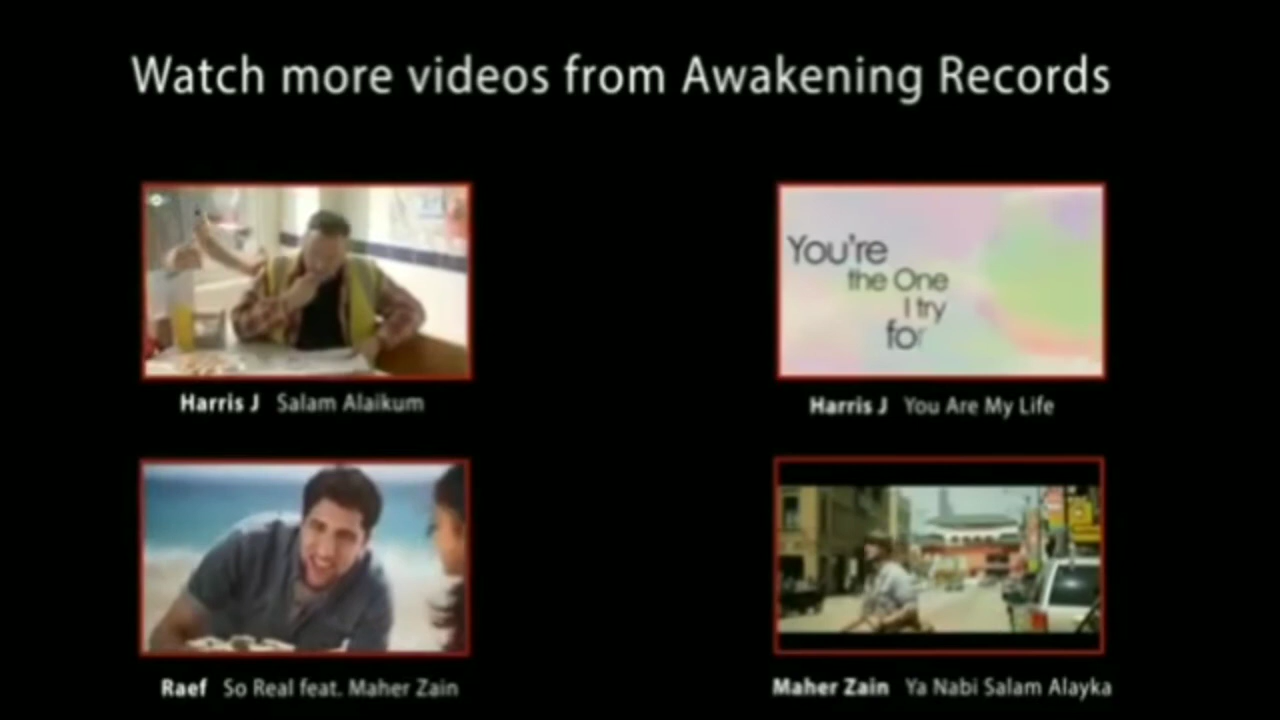 Watch more videos from Awakening Records
You're
the One
I try
for
Harris J Salam Alaikum
Harris J You Are My Life
Raef So Real feat. Maher Zain
Maher Zain Ya Nabi Salam Alayka